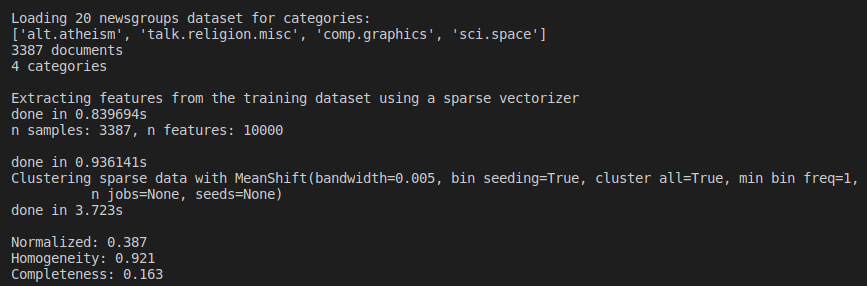 Loading 20 newsgroups dataset for categories:
['alt.atheism', 'talk.religion.misc', 'comp.graphics', 'sci.space']
3387 documents
4 categories
Extracting features from the training dataset using a sparse vectorizer
done in 0.839694s
n samples: 3387, n features: 10000
done in 0.936141s
Clustering sparse data with MeanShift(bandwidth=0.005, bin seeding=True, cluster all=True, min bin freq=1,
n jobs=None, seeds=None)
done in 3.723s
Normalized: 0.387
Homogeneity: 0.921
Completeness: 0.163